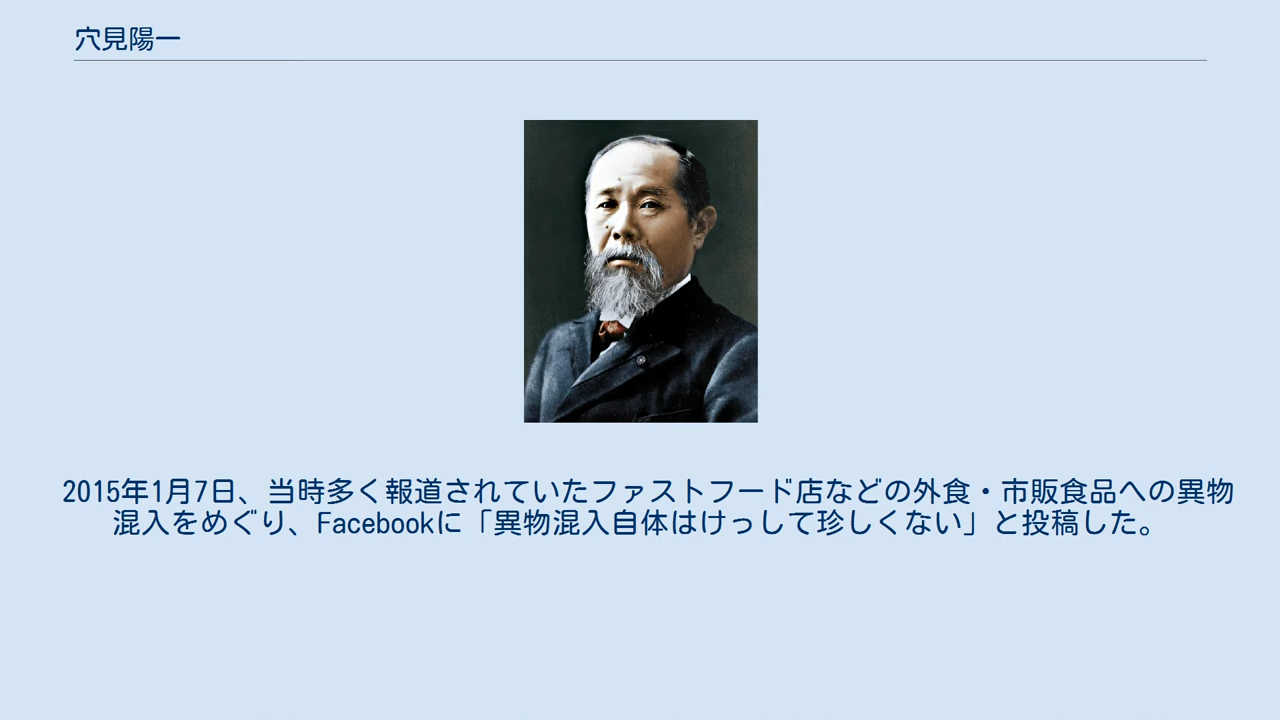 穴見陽一
2015年1月7日、当時多く報道されていたファストフード店などの外食・市販食品への異物
混入をめぐり、Facebookに「異物混入自体はけっして珍しくない」と投稿した。